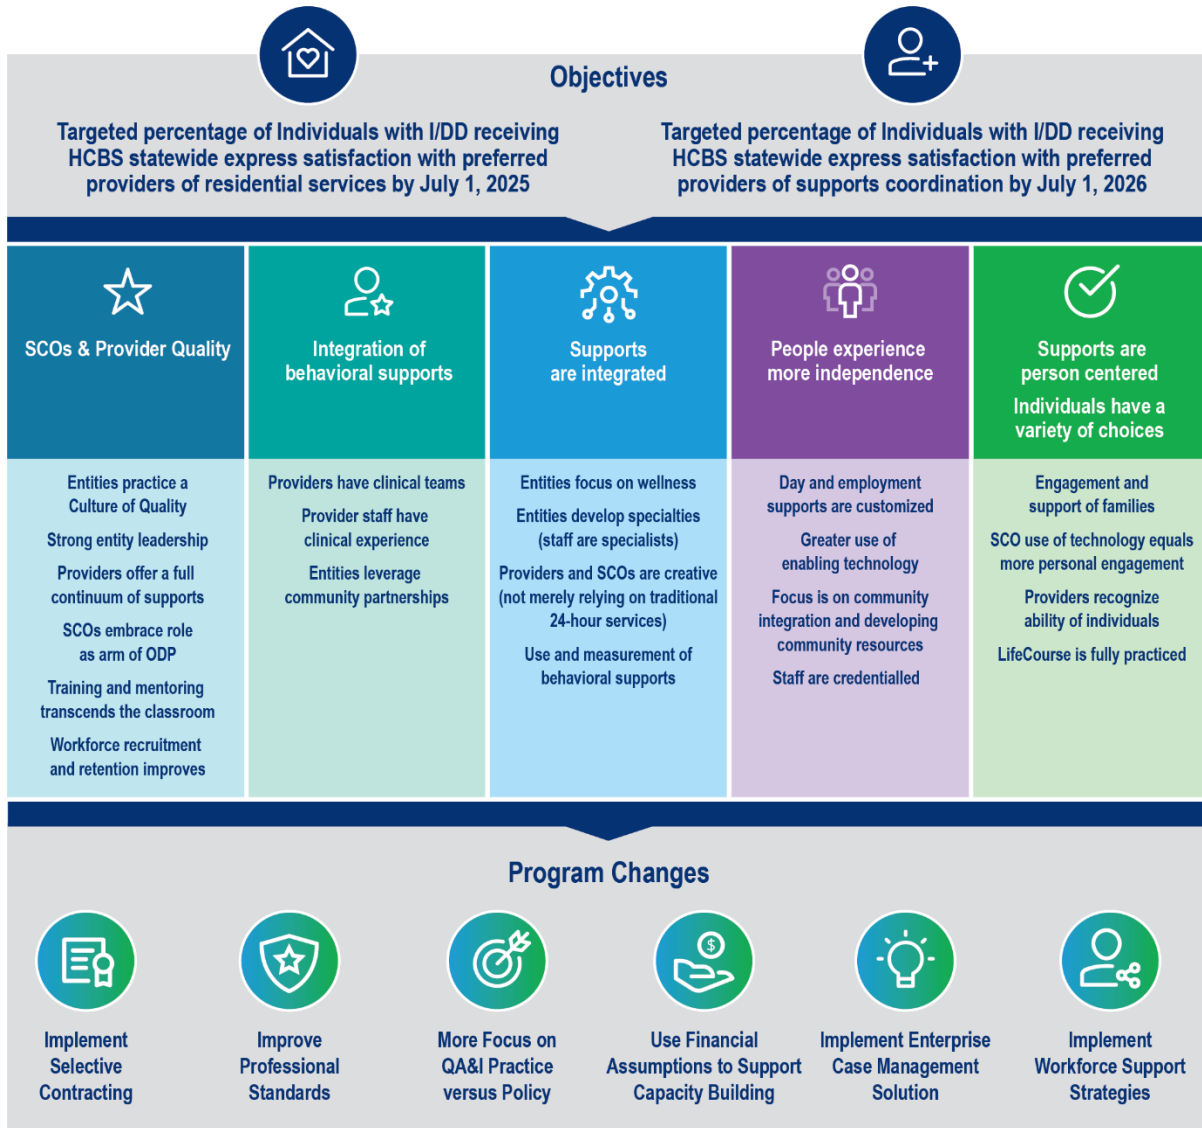 Objectives
Targeted percentage of Individuals with I/DD receiving
HCBS statewide express satisfaction with preferred
providers of residential services by July 1, 2025
Targeted percentage of Individuals with I/DD receiving
HCBS statewide express satisfaction with preferred
providers of supports coordination by July 1, 2026
SCOs & Provider Quality
Entities practice a
Culture of Quality
Strong entity leadership
Providers offer a full
continuum of supports
SCOs embrace role
as arm of ODP
Training and mentoring
transcends the classroom
Workforce recruitment
and retention improves
Integration of
behavioral supports
Providers have clinical teams
Provider staff have
clinical experience
Entities leverage
community partnerships
Supports
are integrated
Entities focus on wellness
Entities develop specialties
(staff are specialists)
Providers and SCOs are creative
(not merely relying on traditional
24-hour services)
Use and measurement of
behavioral supports
People experience
more independence
Day and employment
supports are customized
Greater use of
enabling technology
Focus is on community
integration and developing
community resources
Staff are credentialled
Supports are
person centered
Individuals have a
variety of choices
Engagement and
support of families
SCO use of technology equals
more personal engagement
Providers recognize
ability of individuals
LifeCourse is fully practiced
Program Changes
Implement
Selective
Contracting
Improve
Professional
Standards
More Focus on
QA&I Practice
versus Policy
$
Use Financial
Assumptions to Support
Capacity Building
Implement Enterprise
Case Management
Solution
Implement
Workforce Support
Strategies